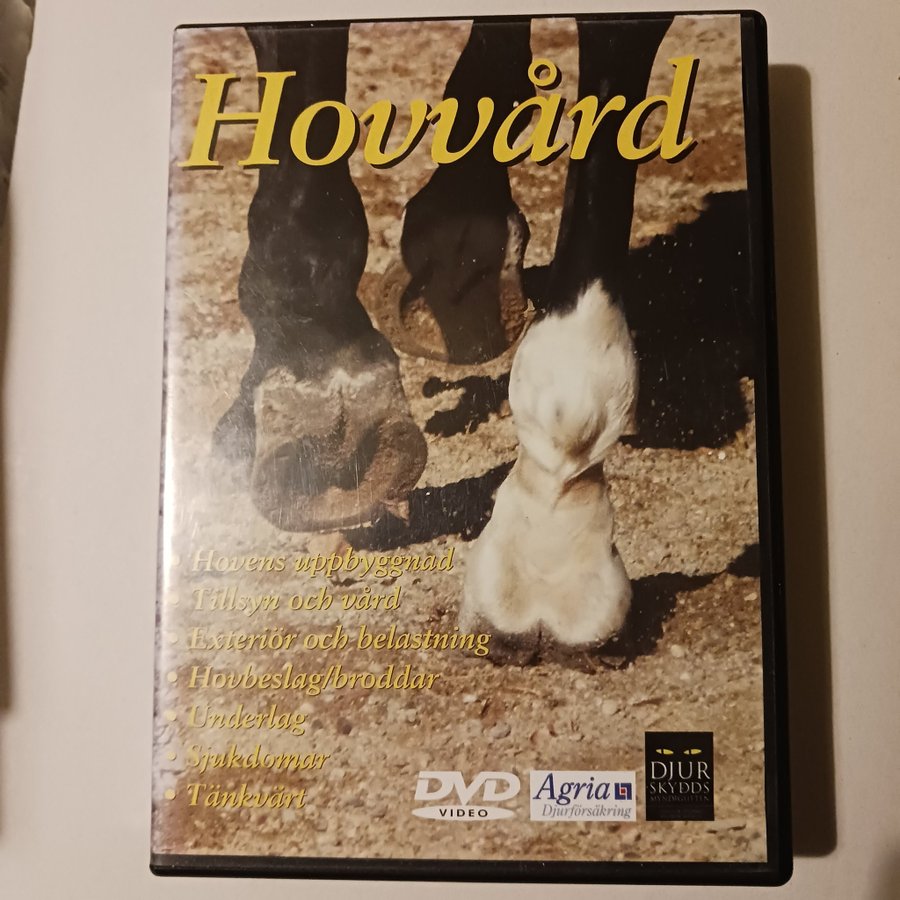 Hovvård
• Hovens uppbyggnad
• Tillsyn och vård
• Exteriör och belastning
• Hovbeslag/broddar
• Underlag
• Sjukdomar
• Tänkvärt
DVD
VIDEO
Agria
Djurförsäkring
DJUR
SKYDDS
MYNDIGHETEN